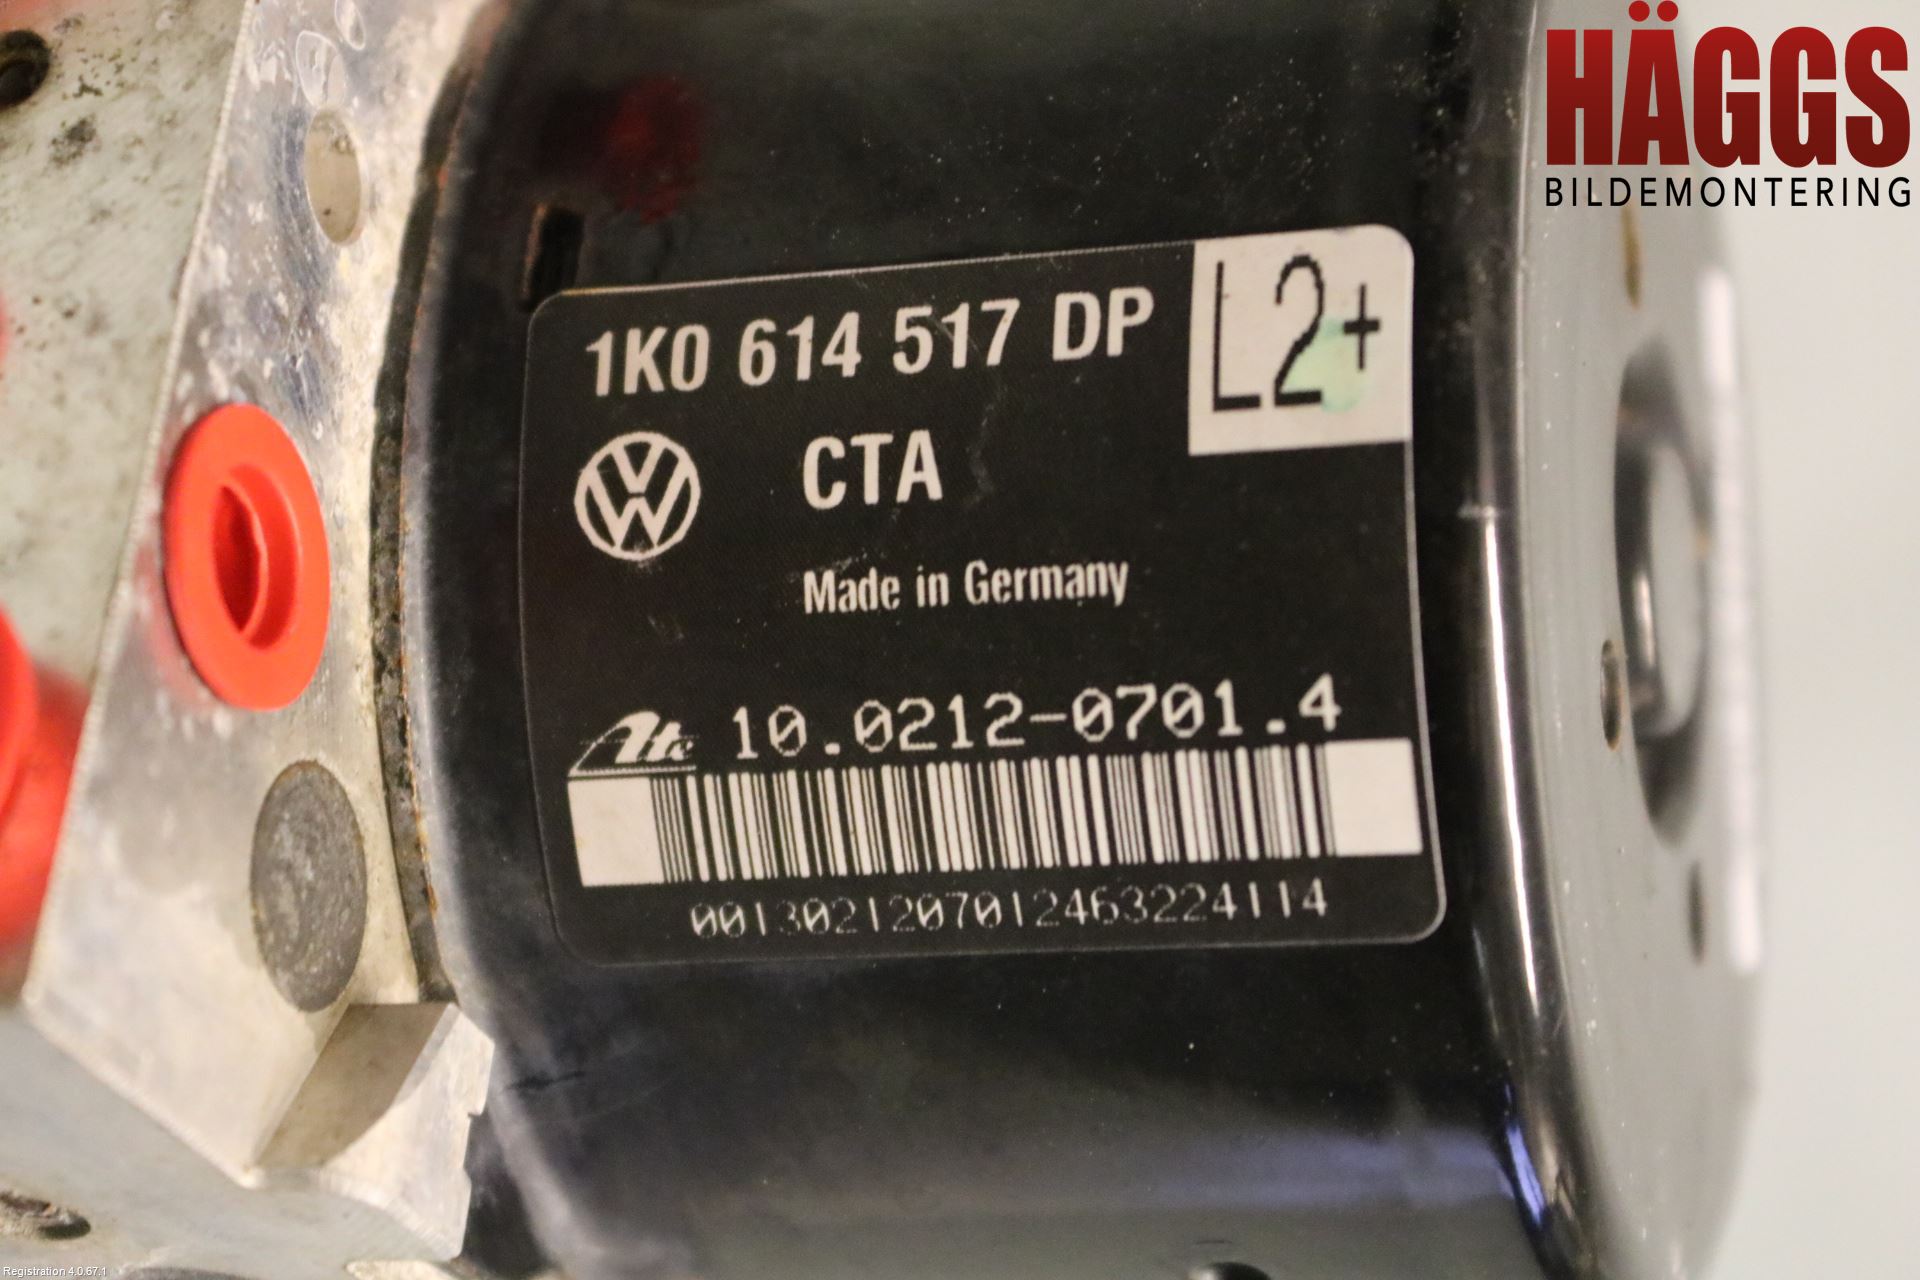 HÄGGS
BILDEMONTERING
1K0 614 517 DP
L2+
CTA
Made in Germany
Ate 10.0212-0701.4
0013021207012463224114
Registration 4.0.67.1